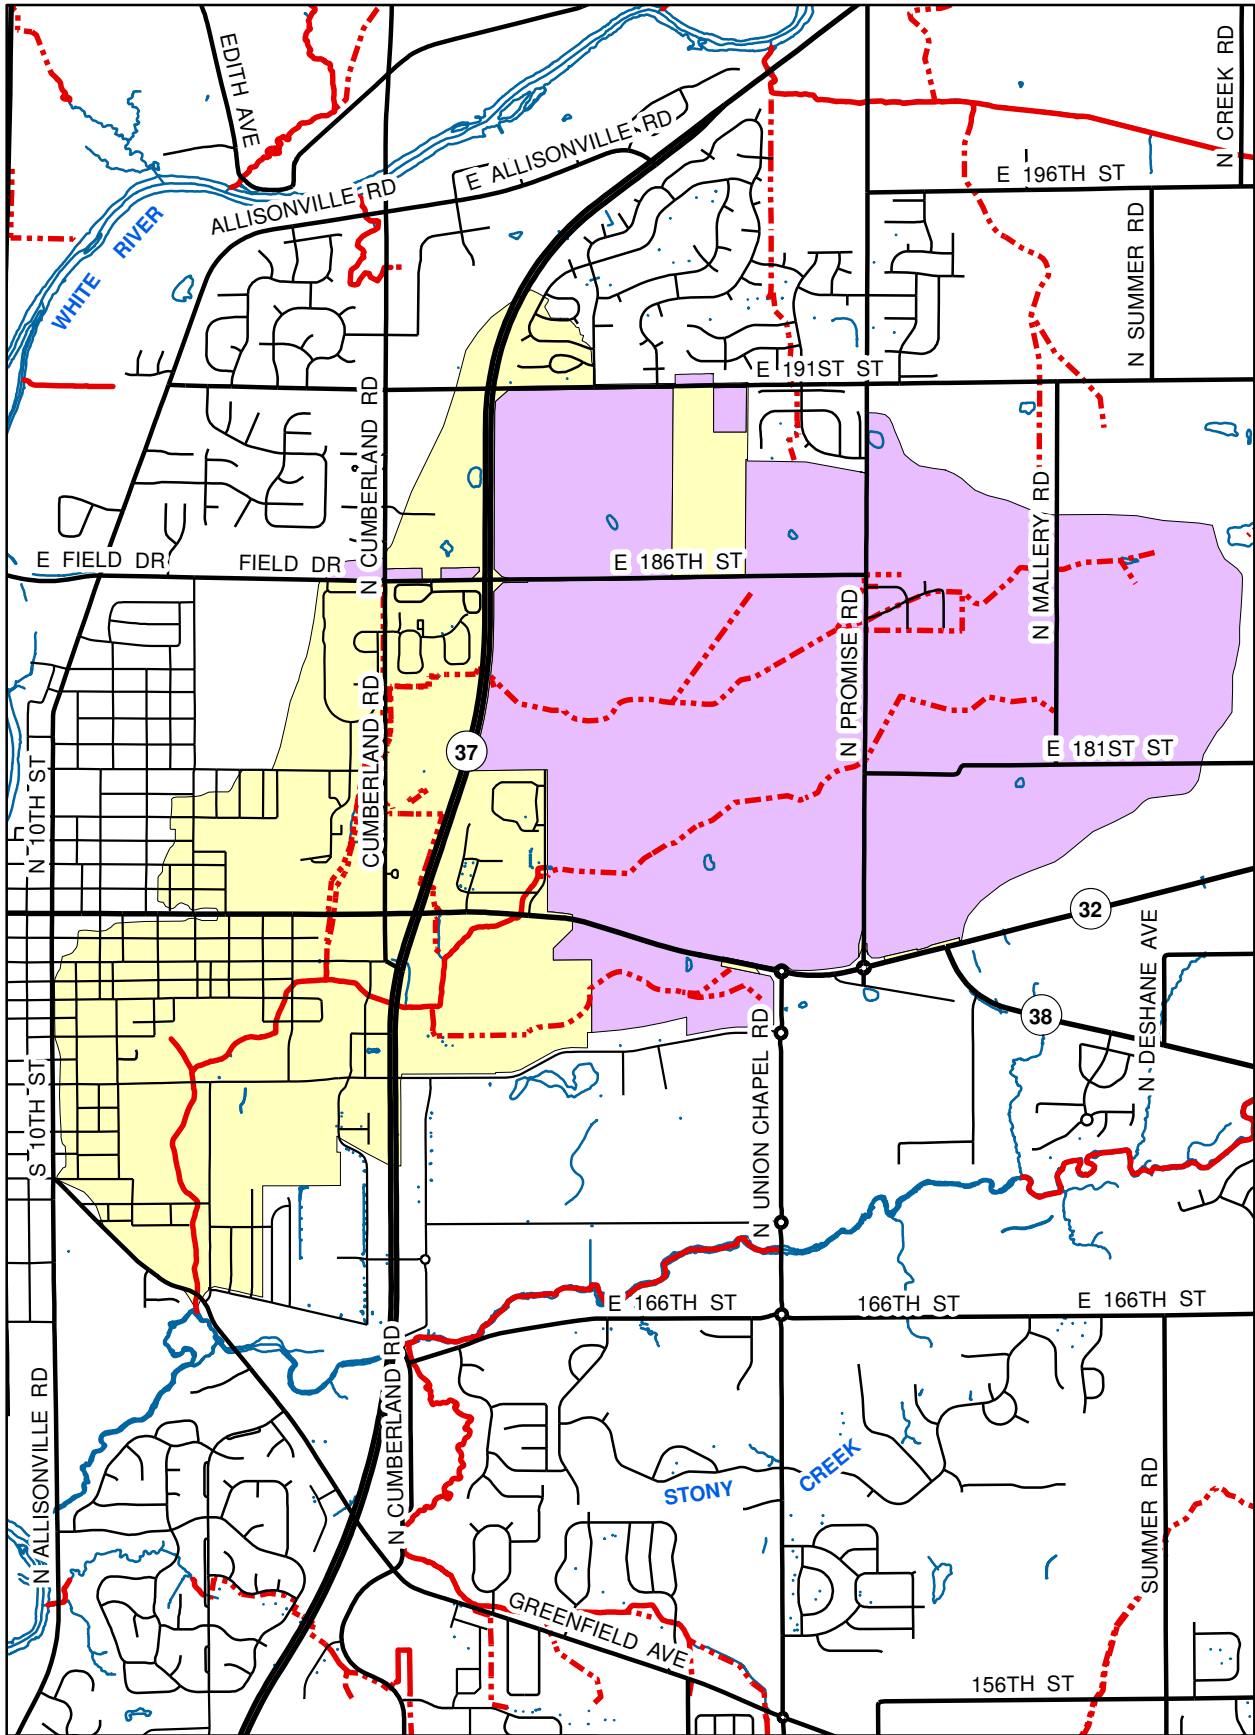 EDITH AVE
N CREEK RD
E ALLISONVILLE RD
ALLISONVILLE RD
E 196TH ST
WHITE RIVER
N SUMMER RD
E 191ST ST
N CUMBERLAND RD
E FIELD DR
FIELD DR
E 186TH ST
N MALLERY RD
N PROMISE RD
CUMBERLAND RD
37
E 181ST ST
N 10TH ST
32
N DESHANE AVE
38
S 10TH ST
N UNION CHAPEL RD
E 166TH ST
166TH ST
E 166TH ST
N CUMBERLAND RD
N ALLISONVILLE RD
STONY CREEK
SUMMER RD
GREENFIELD AVE
156TH ST